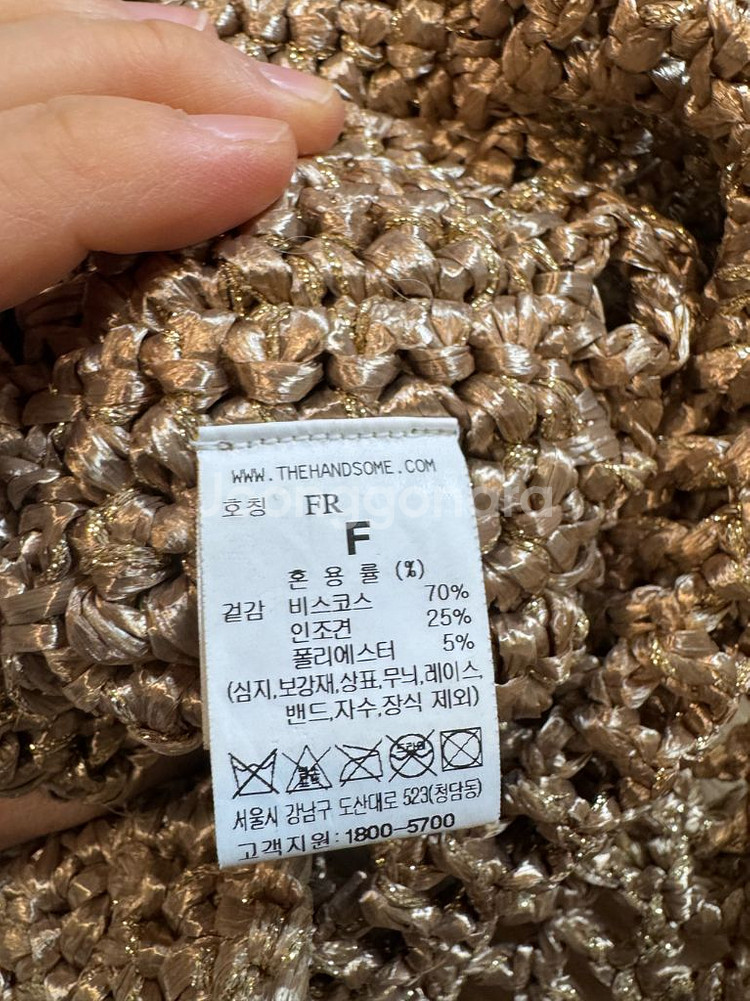 WWW.THEHANDSOME.COM
호칭 FR
F
혼용률 (%)
겉감 비스코스 70%
인조견 25%
폴리에스터 5%
(심지,보강재,상표,무늬,레이스,
밴드,자수,장식 제외)
드라이
서울시 강남구 도산대로 523(청담동)
고객지원:1800-5700